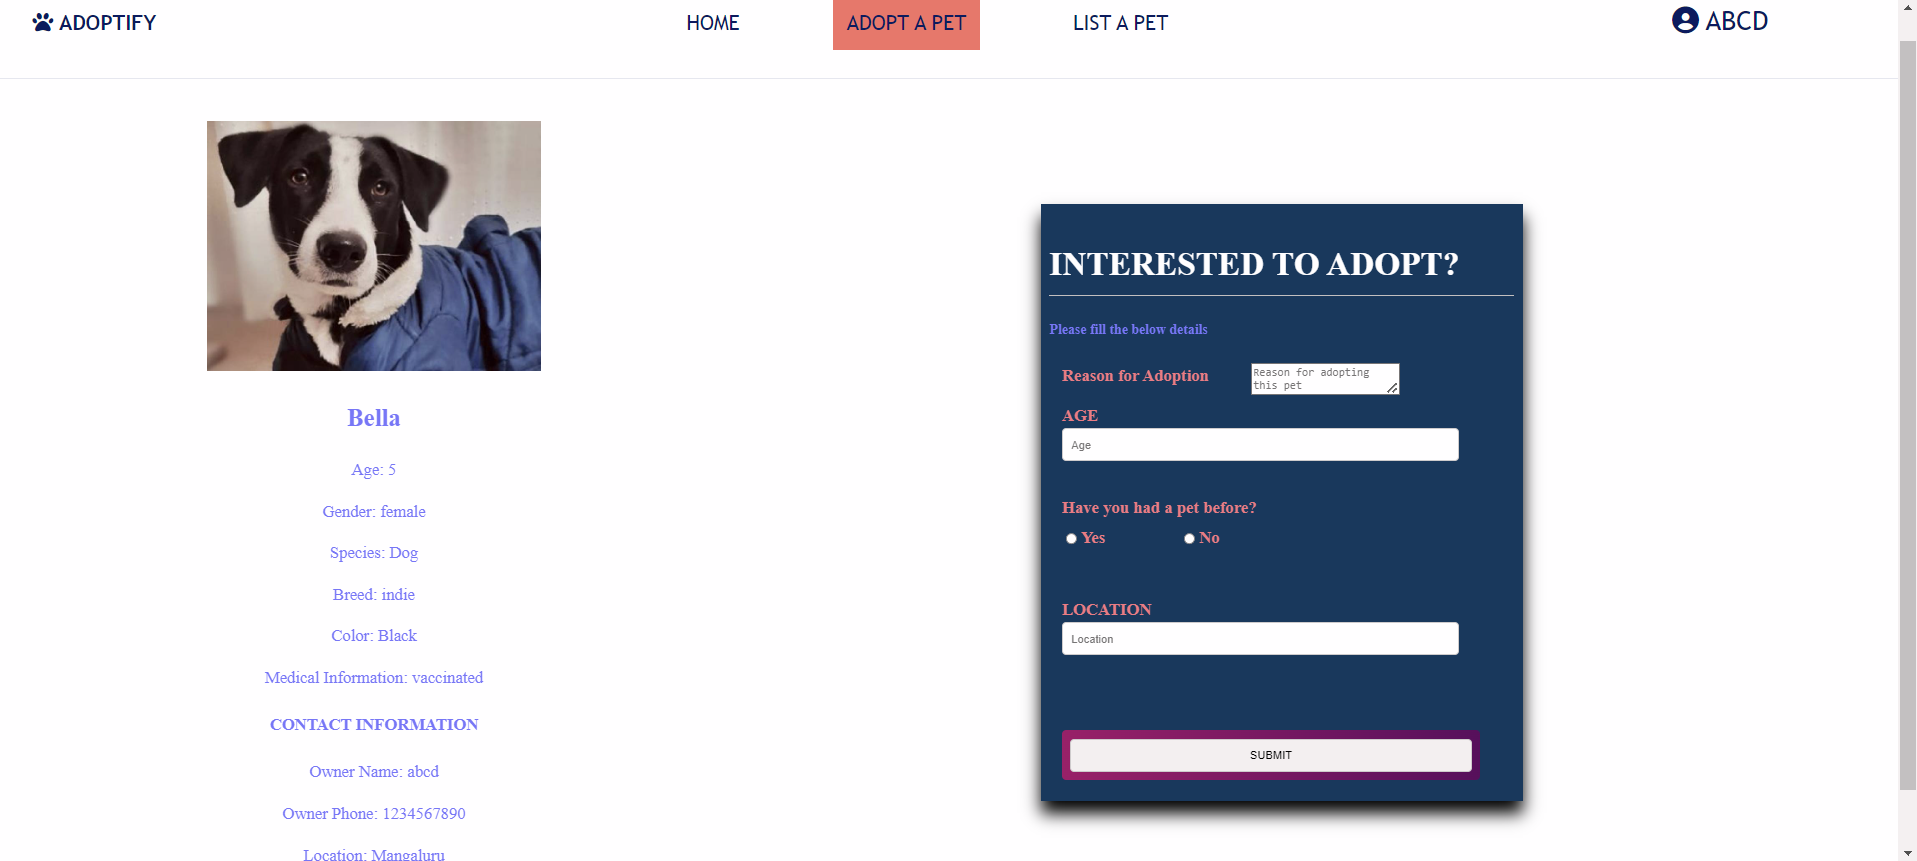 ADOPTIFY
HOME
ADOPT A PET
LIST A PET
ABCD
Bella
Age: 5
Gender: female
Species: Dog
Breed: indie
Color: Black
Medical Information: vaccinated
CONTACT INFORMATION
Owner Name: abcd
Owner Phone: 1234567890
Location: Mangaluru
INTERESTED TO ADOPT?
Please fill the below details
Reason for Adoption
Reason for adopting
this pet
AGE
Age
Have you had a pet before?
Yes
No
LOCATION
Location
SUBMIT